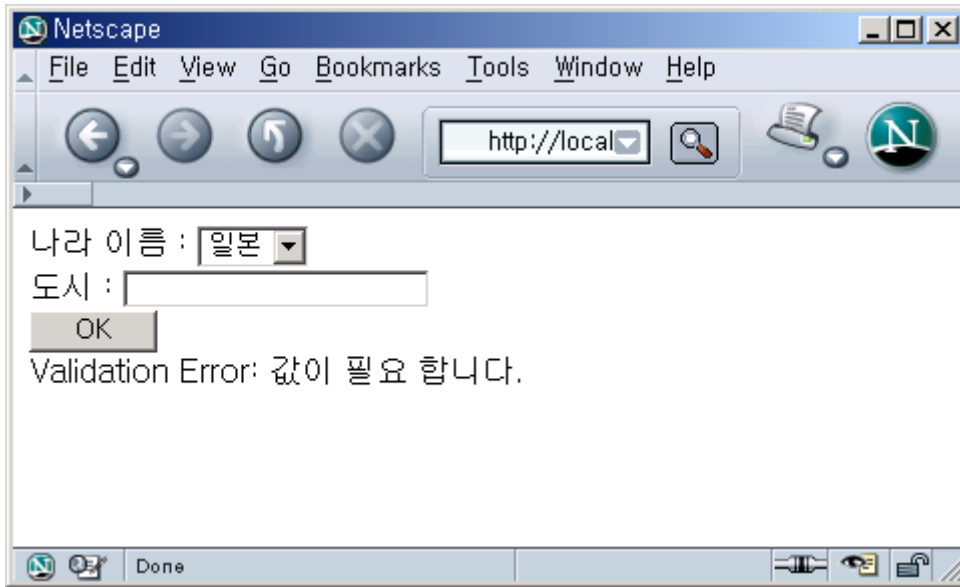 Netscape
File Edit View Go Bookmarks Tools Window Help
http://local
N
나라 이름 : 일본
도시 :
OK
Validation Error: 값이 필요 합니다.
Done